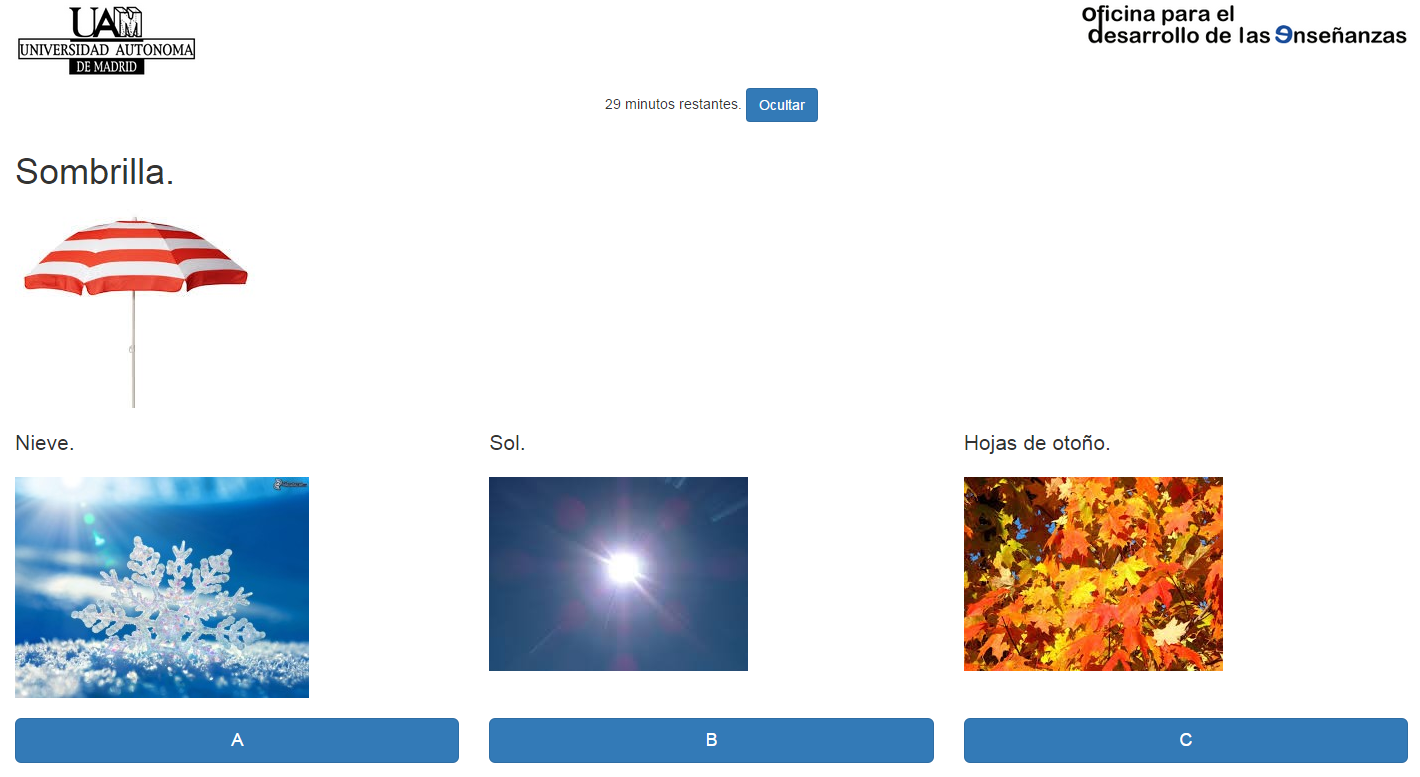 UAM
UNIVERSIDAD AUTONOMA
DE MADRID
Oficina para el
desarrollo de las enseñanzas
29 minutos restantes. Ocultar
Sombrilla.
Nieve.
Sol.
Hojas de otoño.
A
B
C